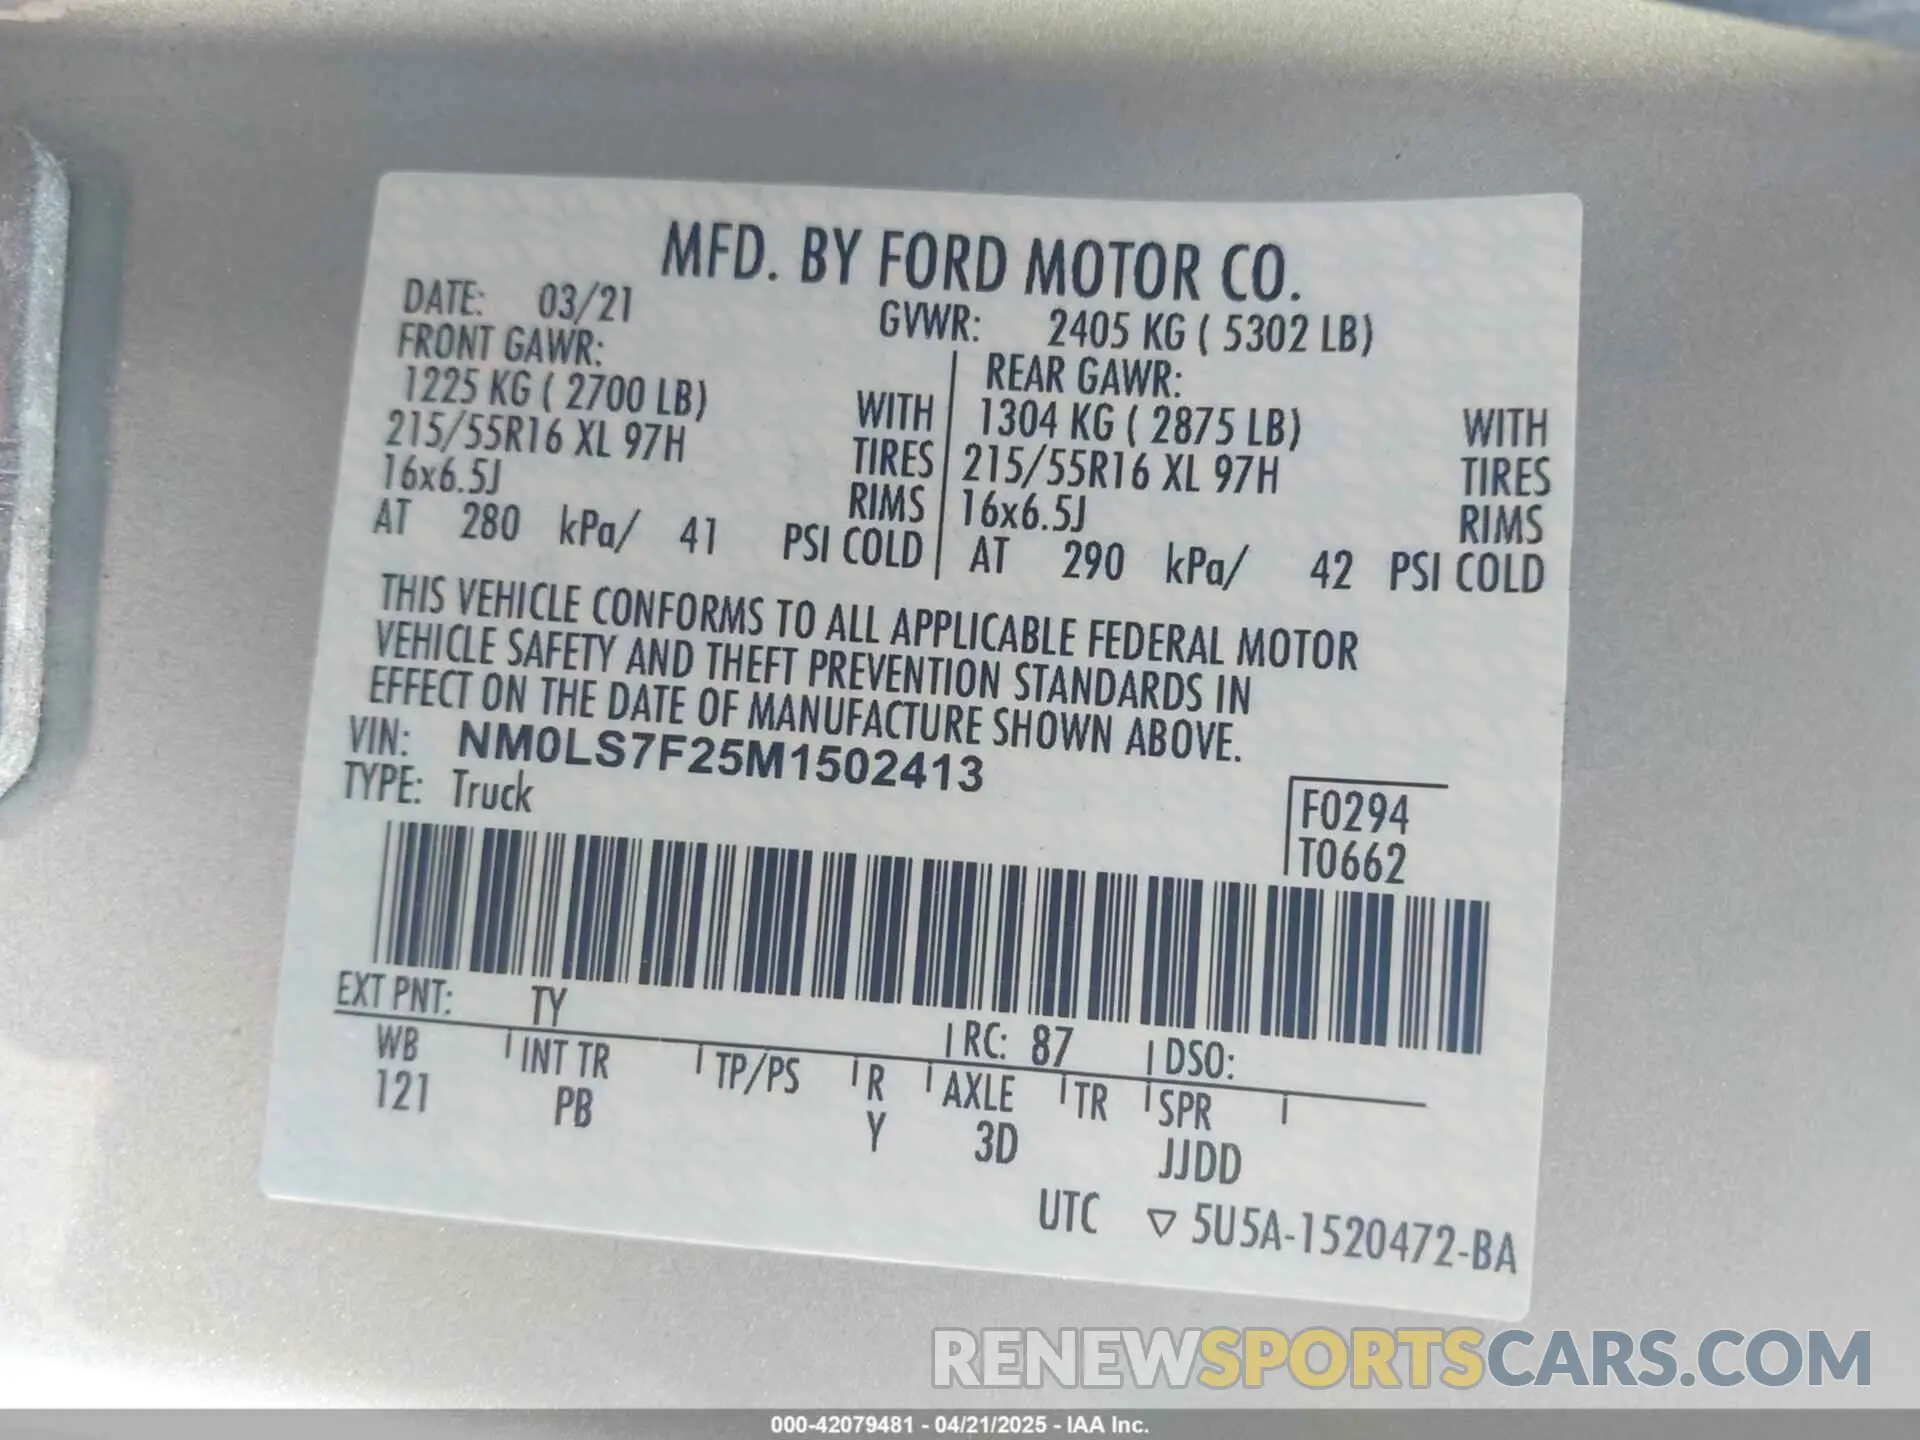 MFD. BY FORD MOTOR CO.
DATE: 03/21 GVWR: 2405 KG ( 5302 LB)
FRONT GAWR: REAR GAWR:
1225 KG ( 2700 LB) WITH 1304 KG ( 2875 LB) WITH
215/55R16 XL 97H TIRES 215/55R16 XL 97H TIRES
16x6.5J RIMS 16x6.5J RIMS
AT 280 kPa/ 41 PSI COLD AT 290 kPa/ 42 PSI COLD
THIS VEHICLE CONFORMS TO ALL APPLICABLE FEDERAL MOTOR
VEHICLE SAFETY AND THEFT PREVENTION STANDARDS IN
EFFECT ON THE DATE OF MANUFACTURE SHOWN ABOVE.
VIN: NM0LS7F25M1502413
TYPE: Truck
F0294
T0662
EXT PNT: TY RC: 87 DSO:
WB INT TR TP/PS R AXLE TR SPR
121 PB Y 3D JJDD
UTC ▽ 5U5A-1520472-BA
RENEWSPORTSCARS.COM
000-42079481 - 04/21/2025 - IAA Inc.